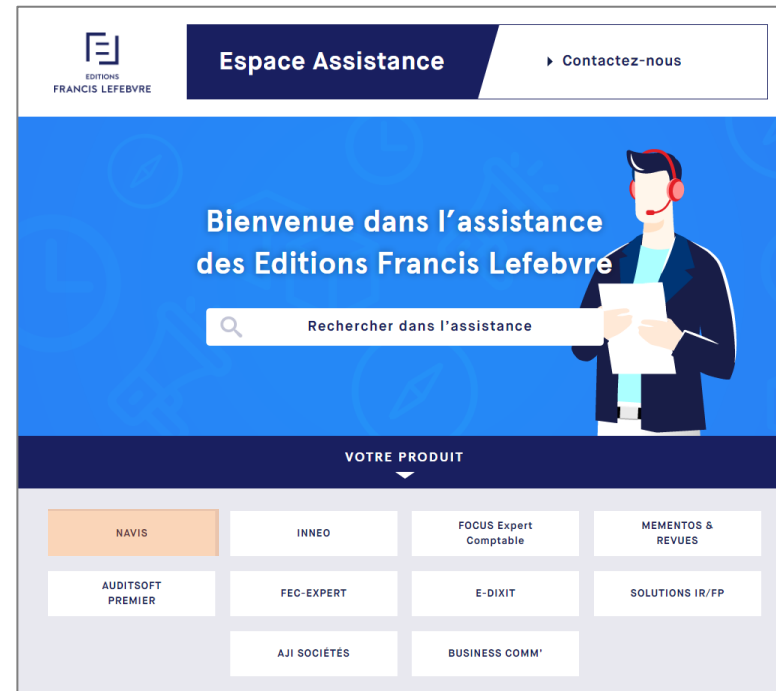 EDITIONS
FRANCIS LEFEBVRE
Espace Assistance
Contactez-nous
Bienvenue dans l'assistance
des Editions Francis Lefebvre
Rechercher dans l'assistance
VOTRE PRODUIT
NAVIS
INNEO
FOCUS Expert
Comptable
MEMENTOS &
REVUES
AUDITSOFT
PREMIER
FEC-EXPERT
E-DIXIT
SOLUTIONS IR/FP
AJI SOCIÉTÉS
BUSINESS COMM'